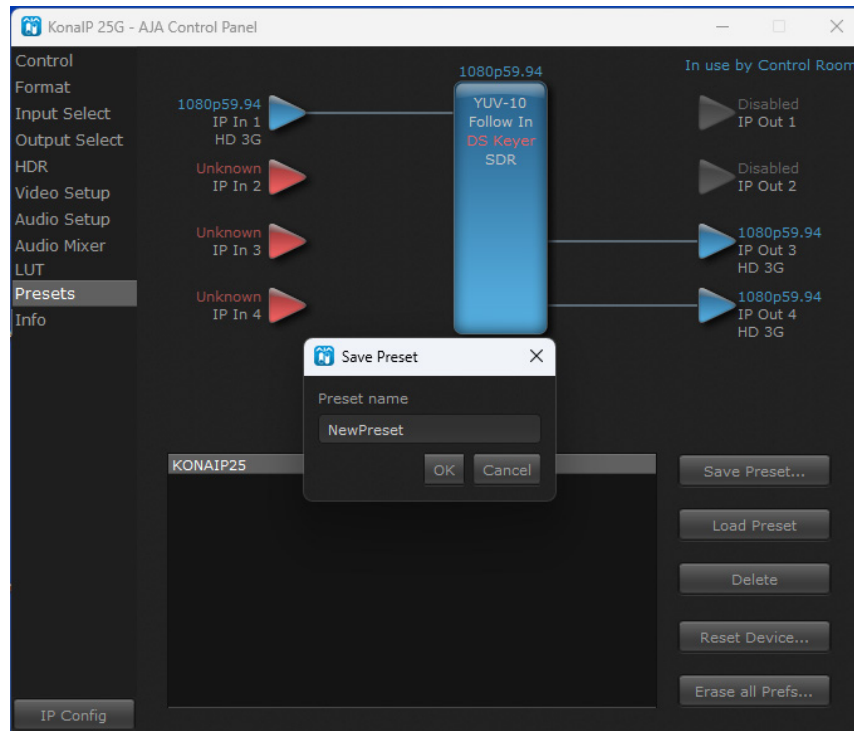 KonaIP 25G - AJA Control Panel
Control
Format
Input Select
Output Select
HDR
Video Setup
Audio Setup
Audio Mixer
LUT
Presets
Info
IP Config
1080p59.94
IP In 1
HD 3G
Unknown
IP In 2
Unknown
IP In 3
Unknown
IP In 4
1080p59.94
YUV-10
Follow In
DS Keyer
SDR
In use by Control Room
Disabled
IP Out 1
Disabled
IP Out 2
1080p59.94
IP Out 3
HD 3G
1080p59.94
IP Out 4
HD 3G
Save Preset
Preset name
NewPreset
OK
Cancel
KONAIP25
Save Preset...
Load Preset
Delete
Reset Device...
Erase all Prefs...